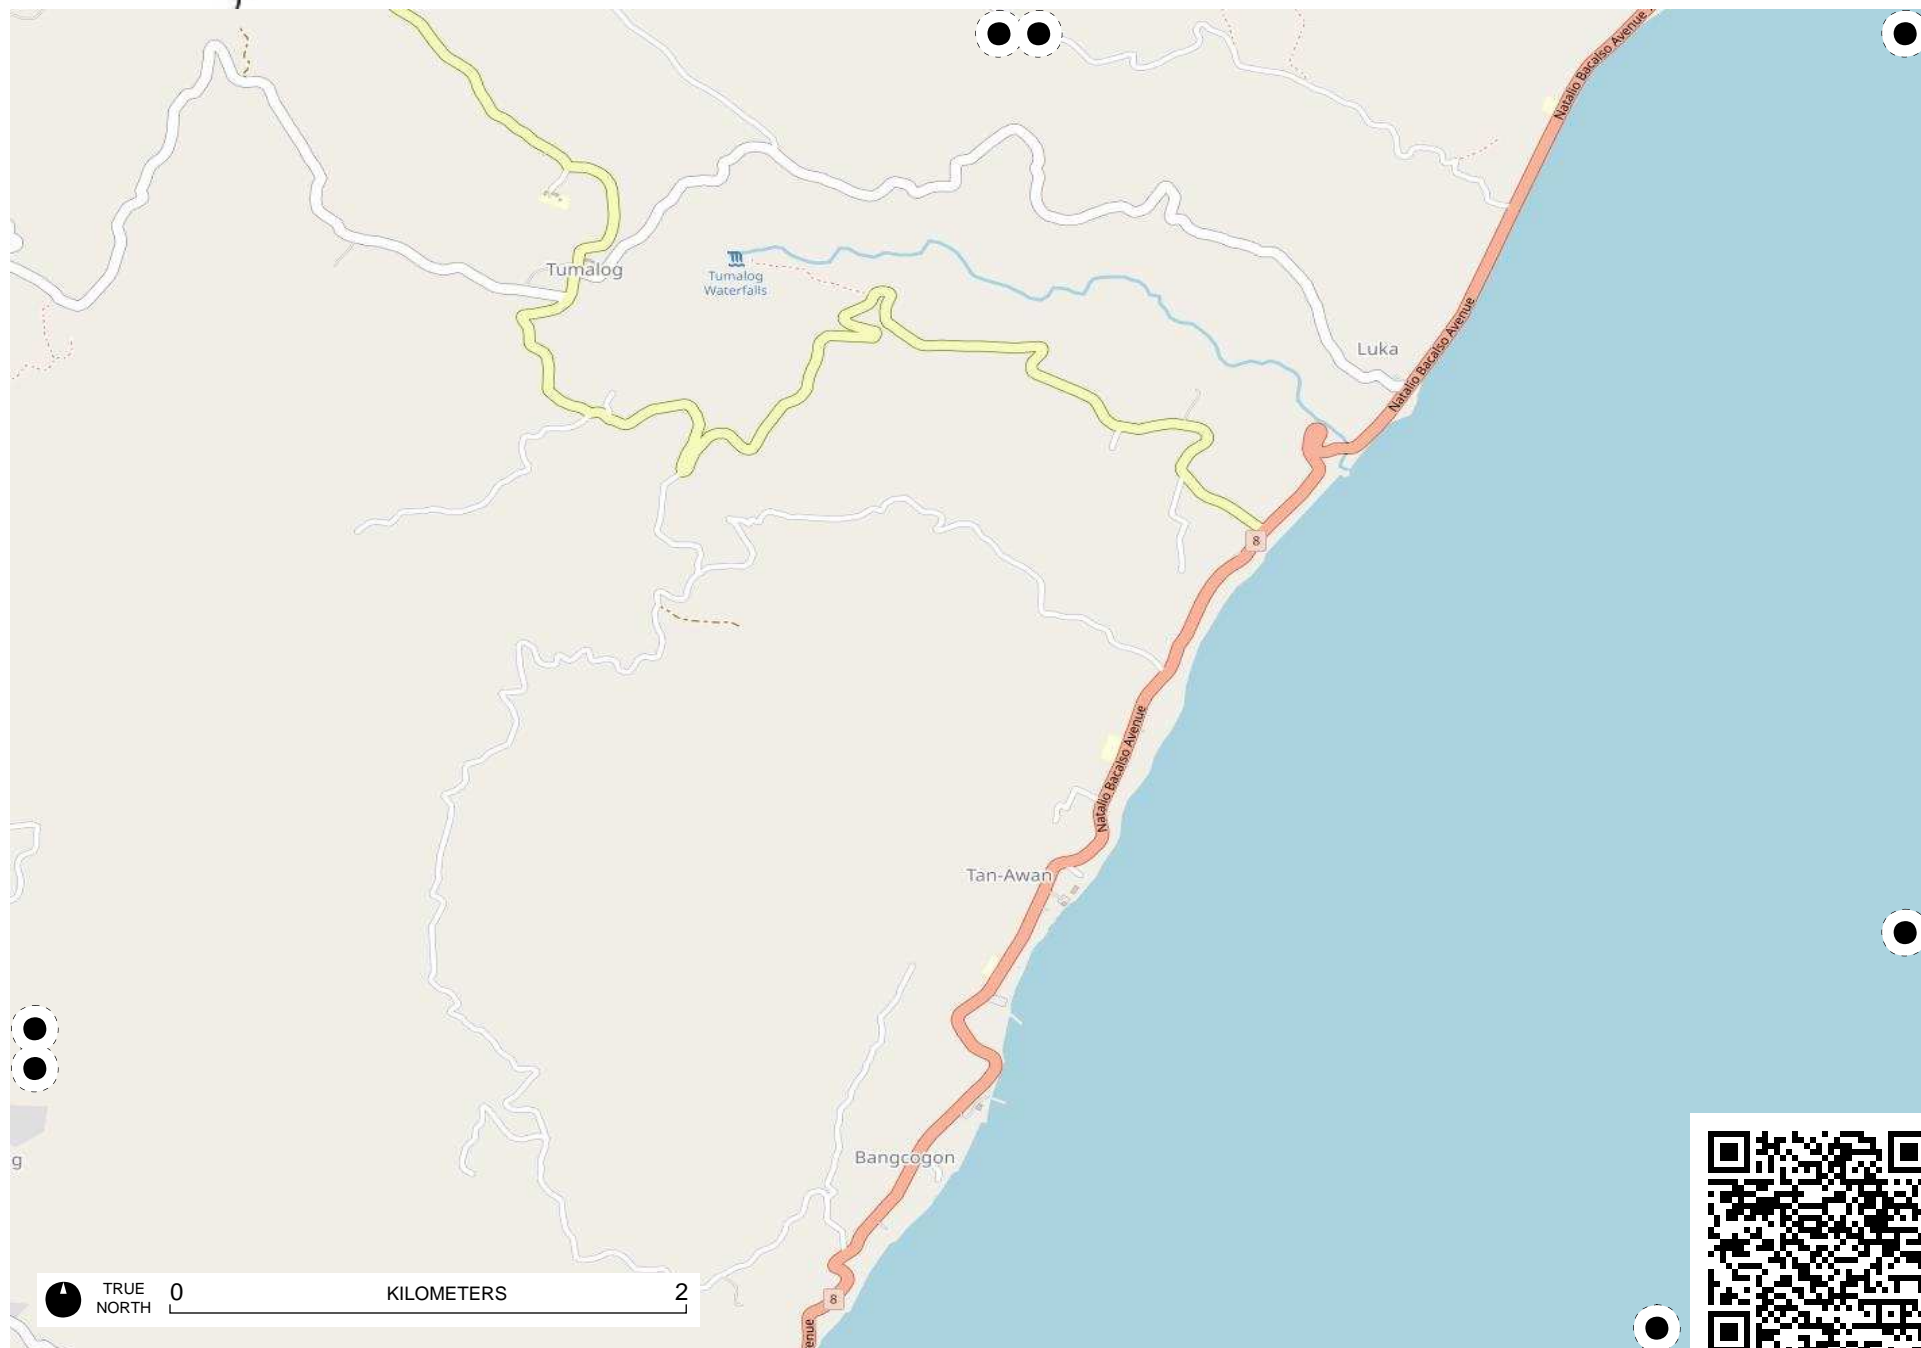 Natalio Bacalso Avenue
Tumalog
Tumalog
Waterfalls
Natalio Bacalso Avenue
Luka
8
Natalio Bacalso Avenue
Tan-Awan
Bangcogon
g
TRUE
NORTH
0
KILOMETERS
2
8
enue